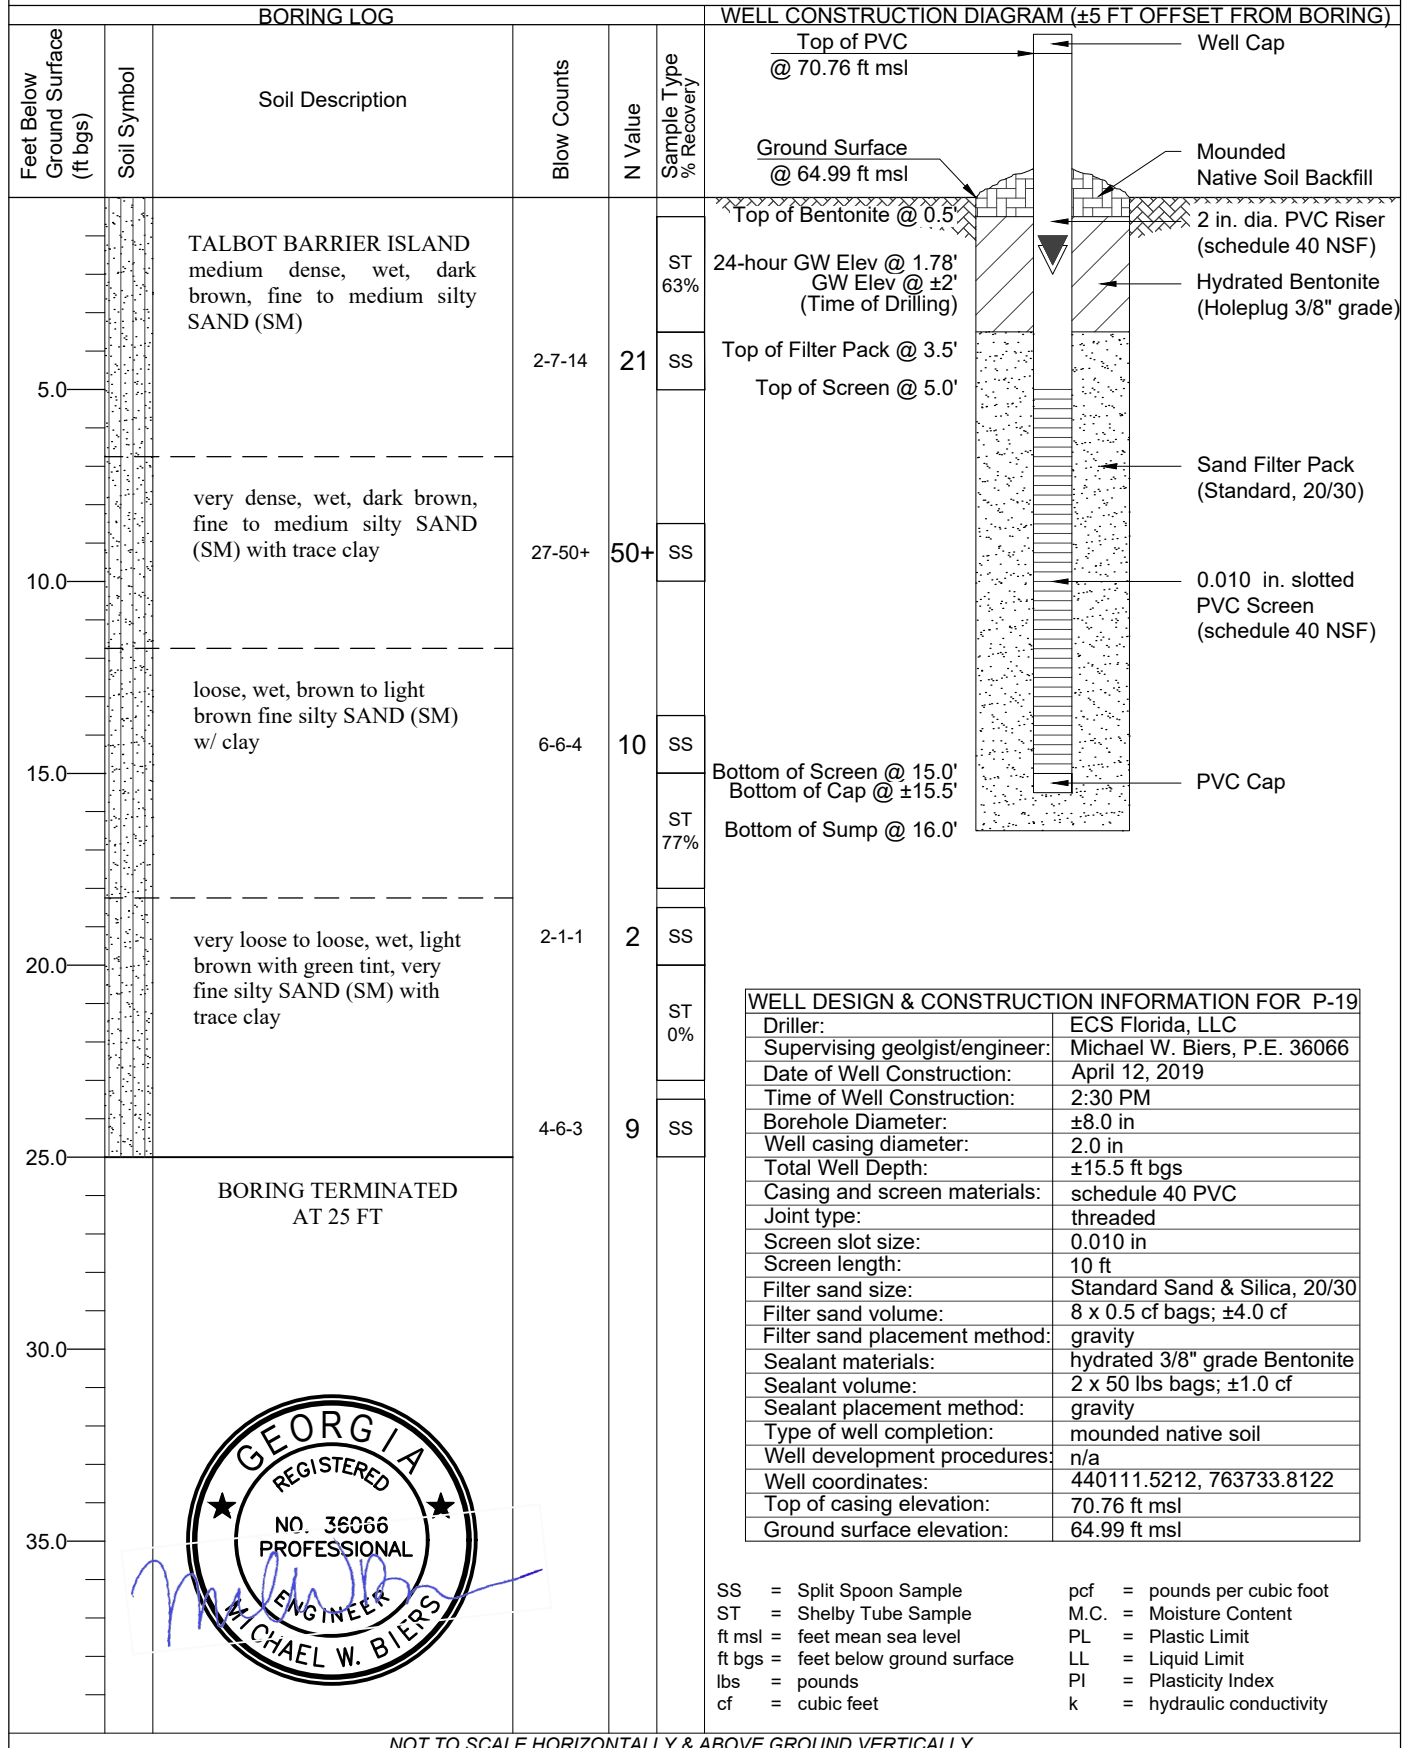 BORING LOG
WELL CONSTRUCTION DIAGRAM (±5 FT OFFSET FROM BORING)
Feet Below
Ground Surface
(ft bgs)
Soil Symbol
Soil Description
Blow Counts
N Value
Sample Type
% Recovery
TALBOT BARRIER ISLAND
medium dense, wet, dark
brown, fine to medium silty
SAND (SM)
ST
63%
2-7-14
21
SS
5.0
very dense, wet, dark brown,
fine to medium silty SAND
(SM) with trace clay
27-50+
50+
SS
10.0
loose, wet, brown to light
brown fine silty SAND (SM)
w/ clay
6-6-4
10
SS
15.0
ST
77%
very loose to loose, wet, light
brown with green tint, very
fine silty SAND (SM) with
trace clay
2-1-1
2
SS
20.0
ST
0%
4-6-3
9
SS
25.0
BORING TERMINATED
AT 25 FT
30.0
35.0
GEORGIA
REGISTERED
NO. 36066
PROFESSIONAL
ENGINEER
MICHAEL W. BIERS
Top of PVC
@ 70.76 ft msl
Well Cap
Ground Surface
@ 64.99 ft msl
Mounded
Native Soil Backfill
Top of Bentonite @ 0.5'
2 in. dia. PVC Riser
(schedule 40 NSF)
24-hour GW Elev @ 1.78'
GW Elev @ ±2'
(Time of Drilling)
Hydrated Bentonite
(Holeplug 3/8" grade)
Top of Filter Pack @ 3.5'
Top of Screen @ 5.0'
Sand Filter Pack
(Standard, 20/30)
0.010 in. slotted
PVC Screen
(schedule 40 NSF)
Bottom of Screen @ 15.0'
Bottom of Cap @ ±15.5'
PVC Cap
Bottom of Sump @ 16.0'
WELL DESIGN & CONSTRUCTION INFORMATION FOR P-19
Driller: ECS Florida, LLC
Supervising geolgist/engineer: Michael W. Biers, P.E. 36066
Date of Well Construction: April 12, 2019
Time of Well Construction: 2:30 PM
Borehole Diameter: ±8.0 in
Well casing diameter: 2.0 in
Total Well Depth: ±15.5 ft bgs
Casing and screen materials: schedule 40 PVC
Joint type: threaded
Screen slot size: 0.010 in
Screen length: 10 ft
Filter sand size: Standard Sand & Silica, 20/30
Filter sand volume: 8 x 0.5 cf bags; ±4.0 cf
Filter sand placement method: gravity
Sealant materials: hydrated 3/8" grade Bentonite
Sealant volume: 2 x 50 lbs bags; ±1.0 cf
Sealant placement method: gravity
Type of well completion: mounded native soil
Well development procedures: n/a
Well coordinates: 440111.5212, 763733.8122
Top of casing elevation: 70.76 ft msl
Ground surface elevation: 64.99 ft msl
SS = Split Spoon Sample
ST = Shelby Tube Sample
ft msl = feet mean sea level
ft bgs = feet below ground surface
lbs = pounds
cf = cubic feet
pcf = pounds per cubic foot
M.C. = Moisture Content
PL = Plastic Limit
LL = Liquid Limit
PI = Plasticity Index
k = hydraulic conductivity
NOT TO SCALE HORIZONTALLY & ABOVE GROUND VERTICALLY